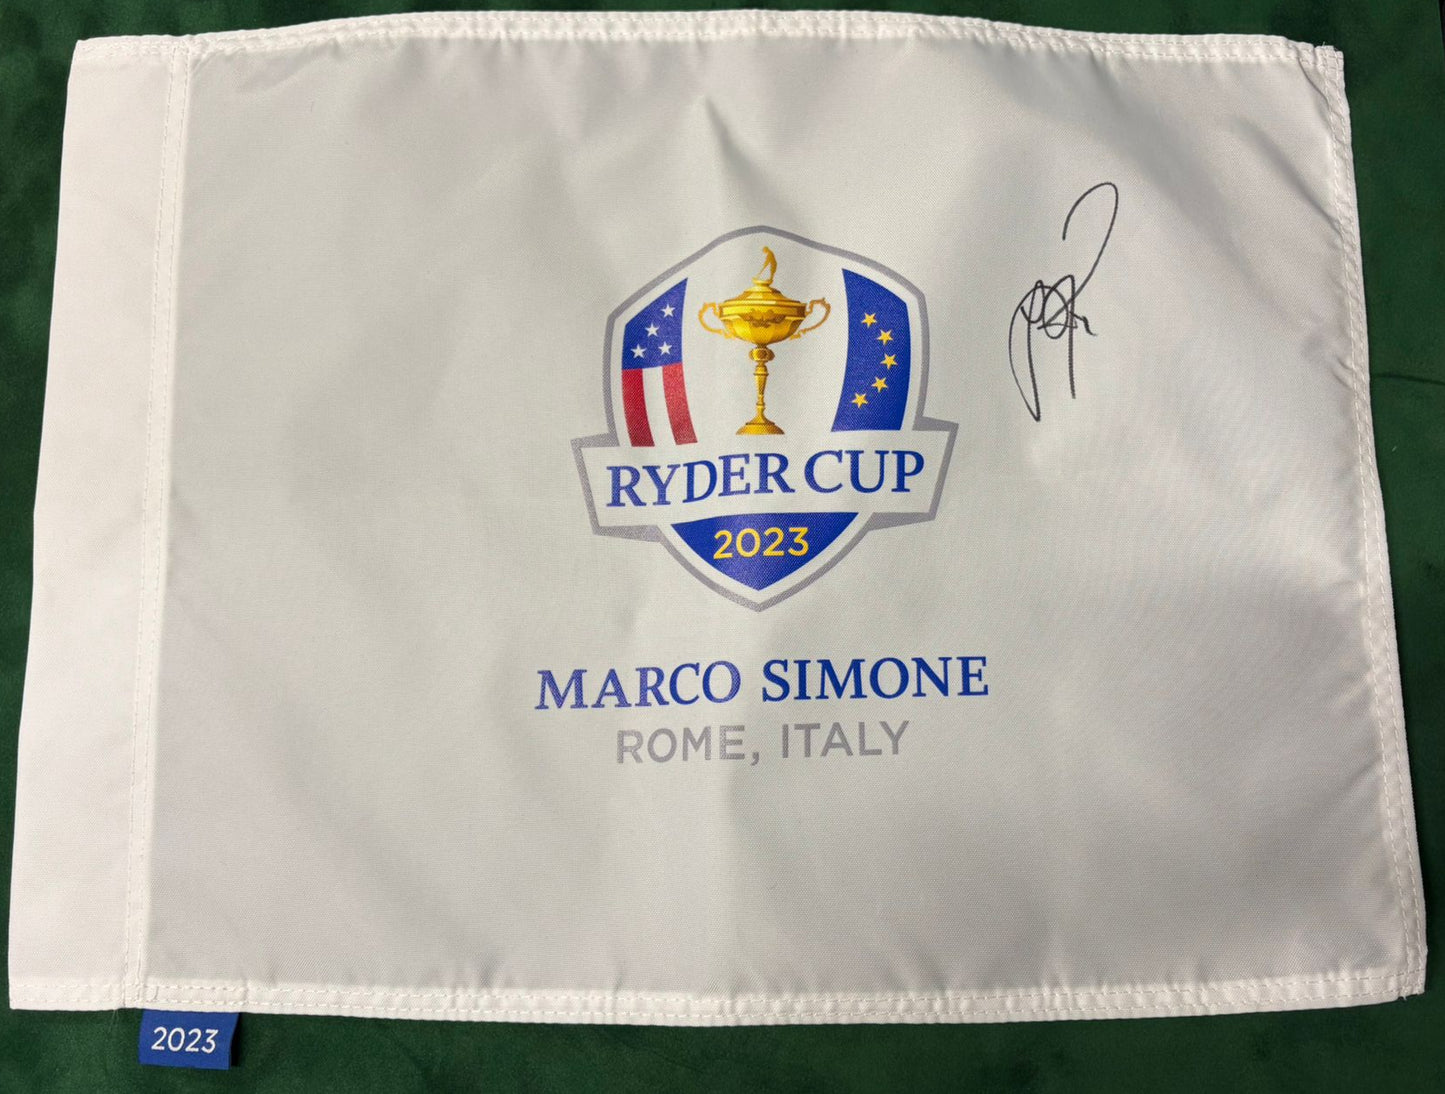 RYDER CUP
2023
MARCO SIMONE
ROME, ITALY
2023